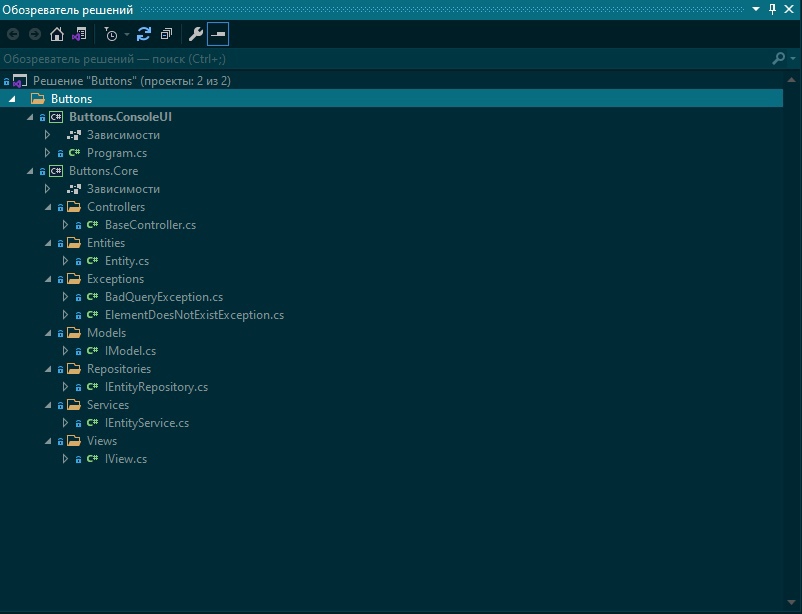 Обозреватель решений
Обозреватель решений — поиск (Ctrl+;)
Решение "Buttons" (проекты: 2 из 2)
Buttons
C# Buttons.ConsoleUI
Зависимости
C# Program.cs
C# Buttons.Core
Зависимости
Controllers
C# BaseController.cs
Entities
C# Entity.cs
Exceptions
C# BadQueryException.cs
C# ElementDoesNotExistException.cs
Models
C# IModel.cs
Repositories
C# IEntityRepository.cs
Services
C# IEntityService.cs
Views
C# IView.cs